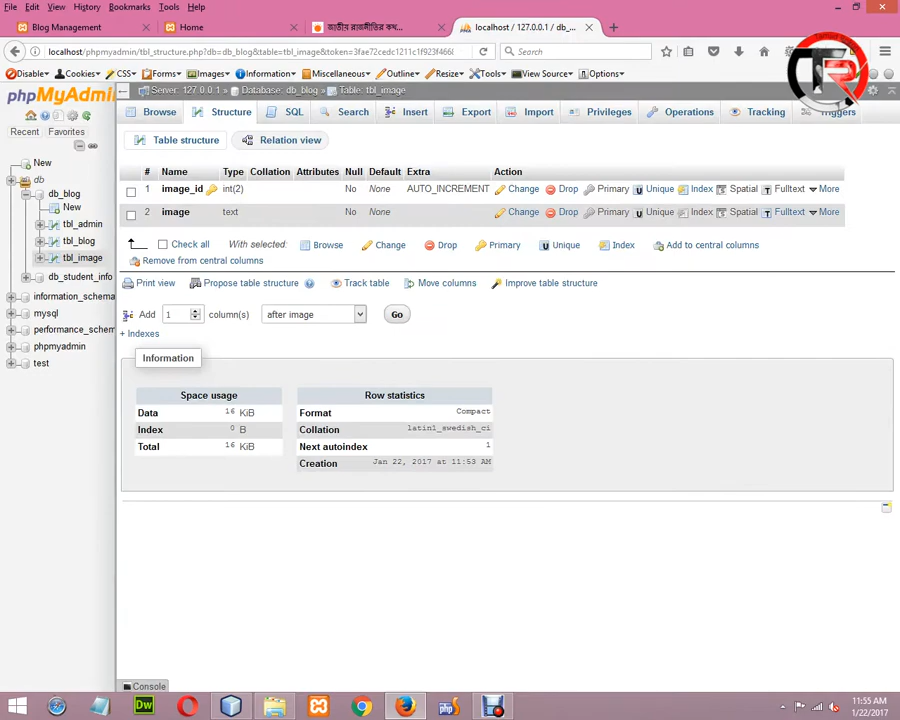 File Edit View History Bookmarks Tools Help
Blog Management
Home
জাতীয় রাজনীতির কথ...
localhost / 127.0.0.1 / db_...
localhost/phpmyadmin/tbl_structure.php?db=db_blog&table=tbl_image&token=3fae72cedc1211c1f923f4660
Search
Disable Cookies CSS Forms Images Information Miscellaneous Outline Resize Tools View Source Options
phpMyAdmin
Server: 127.0.0.1 » Database: db_blog » Table: tbl_image
Browse Structure SQL Search Insert Export Import Privileges Operations Tracking Triggers
Recent Favorites
Table structure Relation view
New
db
db_blog
New
tbl_admin
tbl_blog
tbl_image
db_student_info
information_schema
mysql
performance_schem
phpmyadmin
test
# Name Type Collation Attributes Null Default Extra Action
1 image_id int(2) No None AUTO_INCREMENT Change Drop Primary Unique Index Spatial Fulltext More
2 image text No None Change Drop Primary Unique Index Spatial Fulltext More
Check all With selected: Browse Change Drop Primary Unique Index Add to central columns
Remove from central columns
Print view Propose table structure Track table Move columns Improve table structure
Add 1 column(s) after image Go
+ Indexes
Information
Space usage
Data 16 KiB
Index 0 B
Total 16 KiB
Row statistics
Format Compact
Collation latin1_swedish_ci
Next autoindex 1
Creation Jan 22, 2017 at 11:53 AM
Console
Dw
php
11:55 AM
1/22/2017